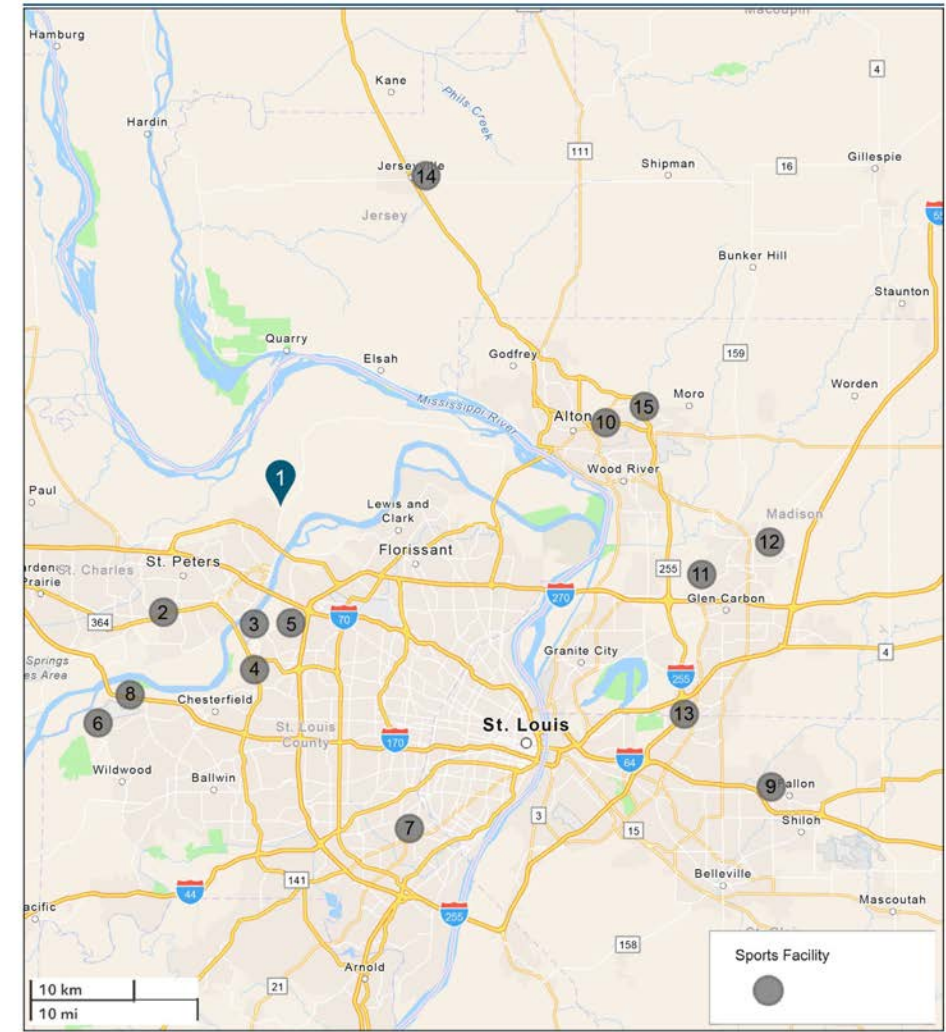 Macoupin
Hamburg
Kane
4
Phils Creek
Hardin
111
Shipman
16
Gillespie
Jerseyville
14
Jersey
55
Bunker Hill
Staunton
Quarry
Elsah
Godfrey
159
Worden
Mississippi River
Moro
15
Alton
10
Wood River
1
Paul
Lewis and
Clark
Madison
12
Florissant
St. Peters
St. Charles
Prairie
255
11
Glen Carbon
270
2
364
3
5
70
Granite City
4
Springs
es Area
4
255
8
Chesterfield
6
St. Louis
County
St. Louis
170
13
64
Wildwood
Ballwin
9
Fallon
Shiloh
3
15
7
141
44
Belleville
Mascoutah
acific
255
158
Arnold
21
Sports Facility
10 km
10 mi